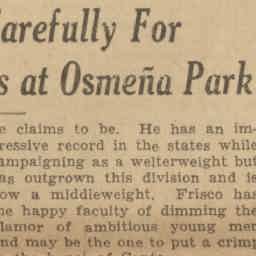 arefully For
s at Osmeña Park
e claims to be. He has an im-
ressive record in the states while
ampaigning as a welterweight but
as outgrown this division and is
ow a middleweight. Frisco has
he happy faculty of dimming the
lamor of ambitious young men
nd may be the one to put a crimp